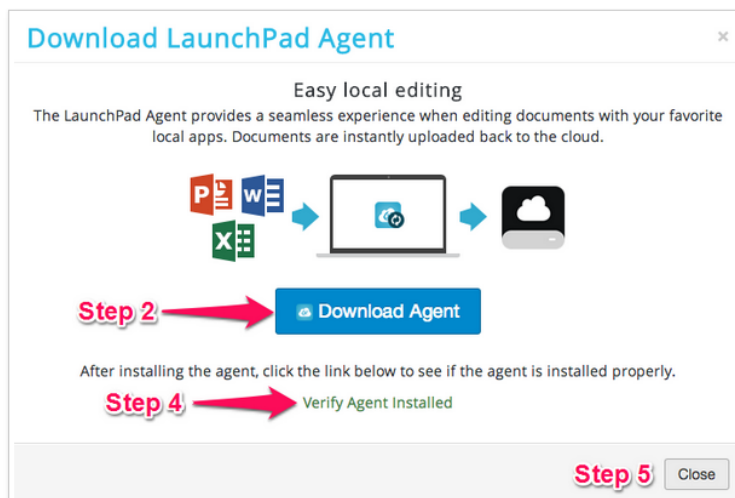 Download LaunchPad Agent ×
Easy local editing
The LaunchPad Agent provides a seamless experience when editing documents with your favorite
local apps. Documents are instantly uploaded back to the cloud.
P W
X
Step 2 Download Agent
After installing the agent, click the link below to see if the agent is installed properly.
Step 4 Verify Agent Installed
Step 5 Close